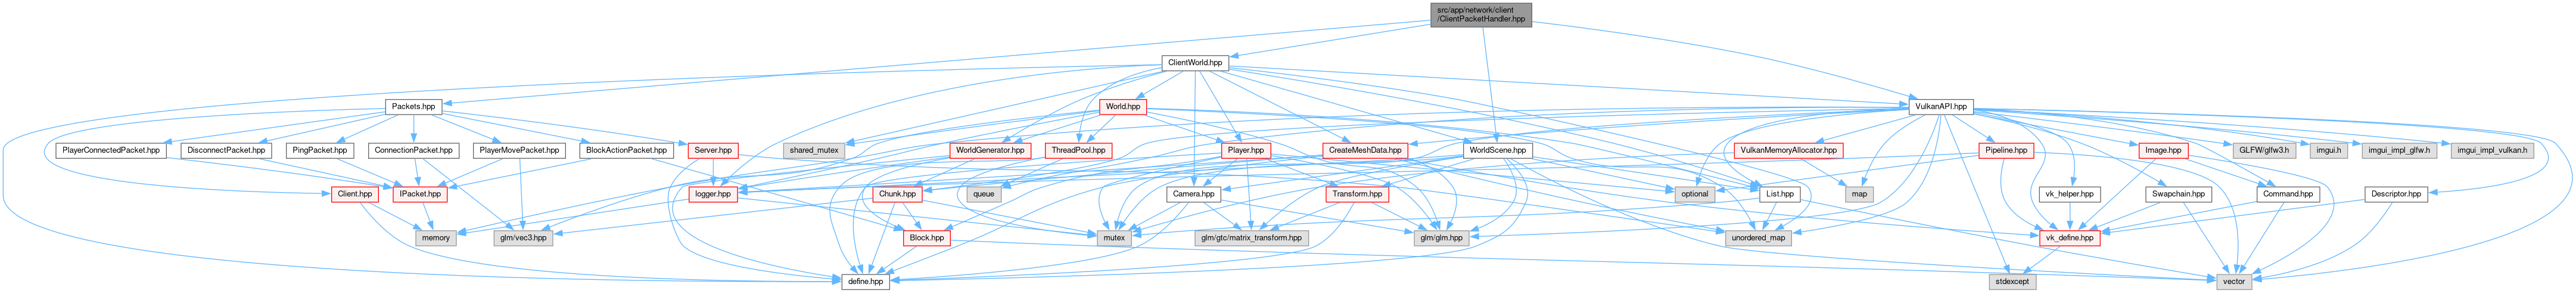 src/app/network/client
/ClientPacketHandler.hpp
ClientWorld.hpp
Packets.hpp
World.hpp
VulkanAPI.hpp
PlayerConnectedPacket.hpp
DisconnectPacket.hpp
PingPacket.hpp
ConnectionPacket.hpp
PlayerMovePacket.hpp
BlockActionPacket.hpp
Server.hpp
shared_mutex
WorldGenerator.hpp
ThreadPool.hpp
Player.hpp
CreateMeshData.hpp
WorldScene.hpp
VulkanMemoryAllocator.hpp
Pipeline.hpp
Image.hpp
GLFW/glfw3.h
imgui.h
imgui_impl_glfw.h
imgui_impl_vulkan.h
Client.hpp
IPacket.hpp
logger.hpp
Chunk.hpp
queue
Camera.hpp
Transform.hpp
optional
List.hpp
map
vk_helper.hpp
Swapchain.hpp
Command.hpp
Descriptor.hpp
memory
glm/vec3.hpp
Block.hpp
mutex
glm/gtc/matrix_transform.hpp
glm/glm.hpp
unordered_map
vk_define.hpp
define.hpp
stdexcept
vector